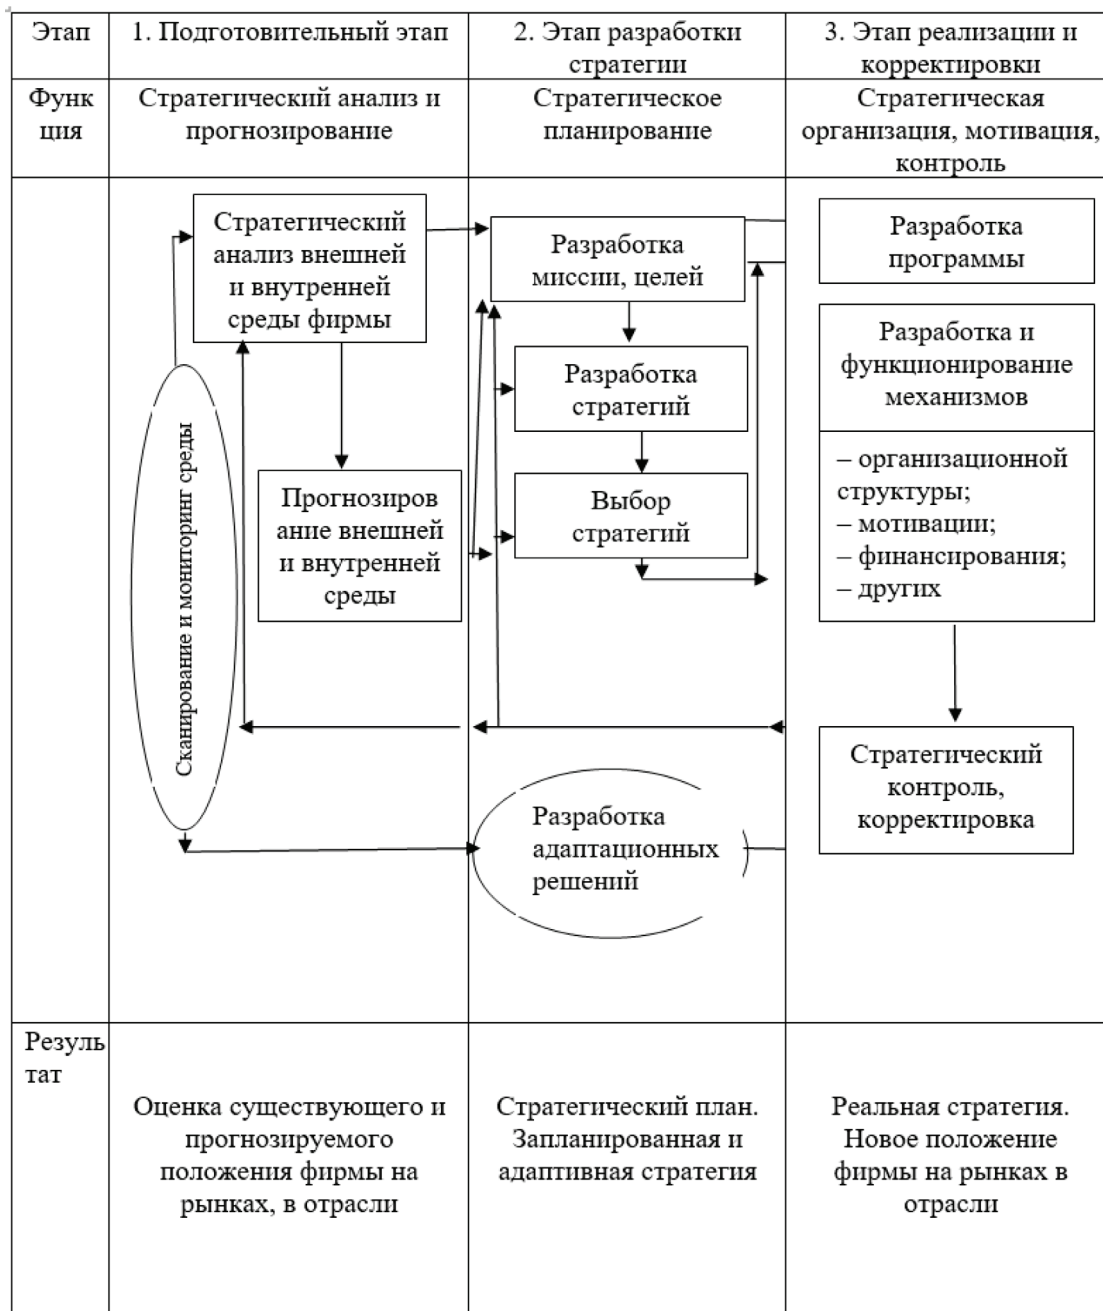 Этап
1. Подготовительный этап
2. Этап разработки
стратегии
3. Этап реализации и
корректировки
Функ
ция
Стратегический анализ и
прогнозирование
Стратегическое
планирование
Стратегическая
организация, мотивация,
контроль
Стратегический
анализ внешней
и внутренней
среды фирмы
Прогнозиров
ание внешней
и внутренней
среды
Сканирование и мониторинг среды
Разработка
миссии, целей
Разработка
стратегий
Выбор
стратегий
Разработка
адаптационных
решений
Разработка
программы
Разработка и
функционирование
механизмов
– организационной
структуры;
– мотивации;
– финансирования;
– других
Стратегический
контроль,
корректировка
Резуль
тат
Оценка существующего и
прогнозируемого
положения фирмы на
рынках, в отрасли
Стратегический план.
Запланированная и
адаптивная стратегия
Реальная стратегия.
Новое положение
фирмы на рынках в
отрасли